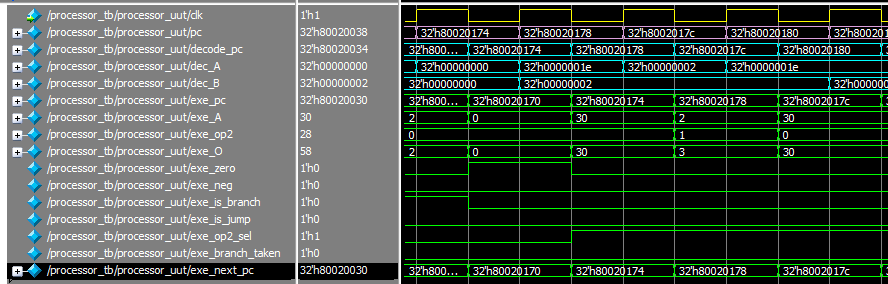 /processor_tb/processor_uut/clk 1'h1
/processor_tb/processor_uut/pc 32'h80020038 32'h80020174 32'h80020178 32'h8002017c 32'h80020180
/processor_tb/processor_uut/decode_pc 32'h80020034 32'h800... 32'h80020174 32'h80020178 32'h8002017c 32'h80020180
/processor_tb/processor_uut/dec_A 32'h00000000 32'h00000000 32'h0000001e 32'h00000002 32'h0000001e
/processor_tb/processor_uut/dec_B 32'h00000002 32'h00000000 32'h00000002 32'h00000000
/processor_tb/processor_uut/exe_pc 32'h80020030 32'h800... 32'h80020170 32'h80020174 32'h80020178 32'h8002017c
/processor_tb/processor_uut/exe_A 30 2 0 30 2 30
/processor_tb/processor_uut/exe_op2 28 0 1 0
/processor_tb/processor_uut/exe_O 58 2 0 30 3 30
/processor_tb/processor_uut/exe_zero 1'h0
/processor_tb/processor_uut/exe_neg 1'h0
/processor_tb/processor_uut/exe_is_branch 1'h0
/processor_tb/processor_uut/exe_is_jump 1'h0
/processor_tb/processor_uut/exe_op2_sel 1'h1
/processor_tb/processor_uut/exe_branch_taken 1'h0
/processor_tb/processor_uut/exe_next_pc 32'h80020030 32'h800... 32'h80020170 32'h80020174 32'h80020178 32'h8002017c